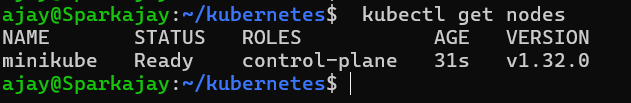 ajay@Sparkajay:~/kubernetes$  kubectl get nodes
NAME       STATUS   ROLES           AGE   VERSION
minikube   Ready    control-plane   31s   v1.32.0
ajay@Sparkajay:~/kubernetes$